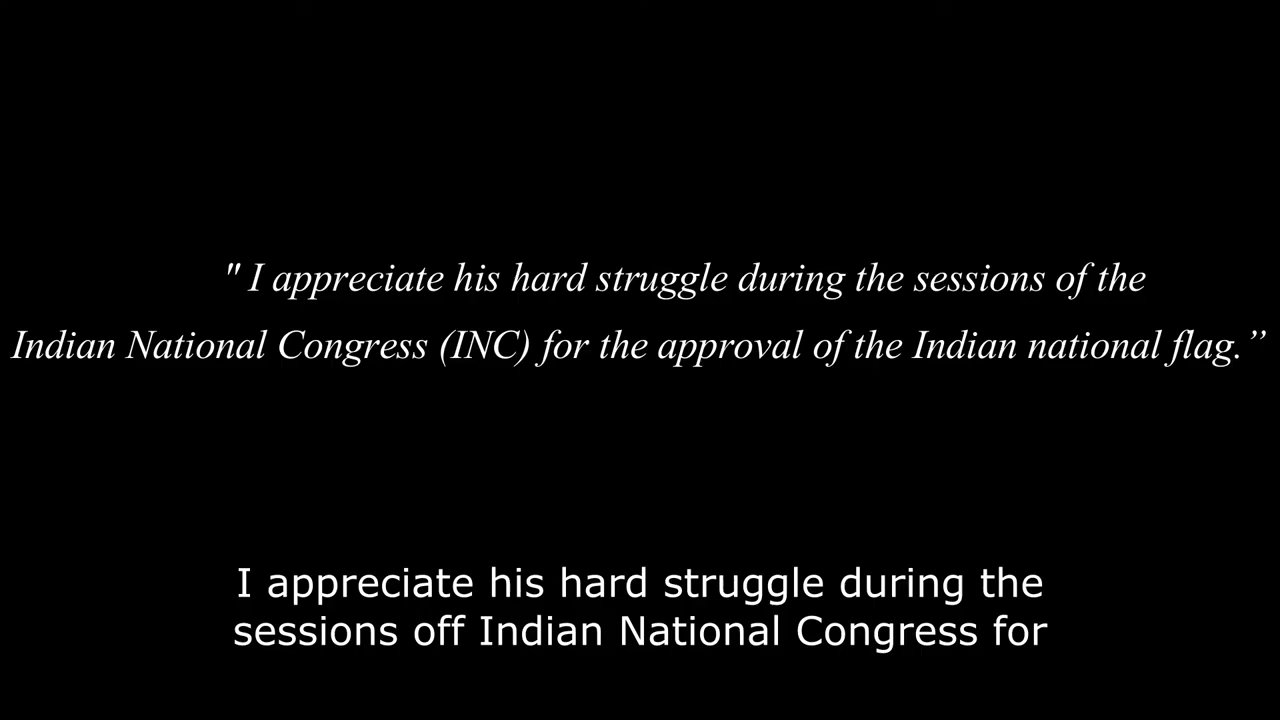 " I appreciate his hard struggle during the sessions of the
Indian National Congress (INC) for the approval of the Indian national flag.”
I appreciate his hard struggle during the
sessions off Indian National Congress for